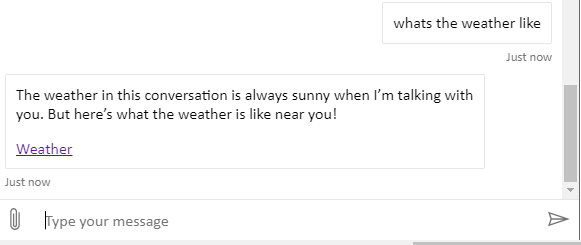 whats the weather like
Just now
The weather in this conversation is always sunny when I’m talking with
you. But here’s what the weather is like near you!
Weather
Just now
Type your message